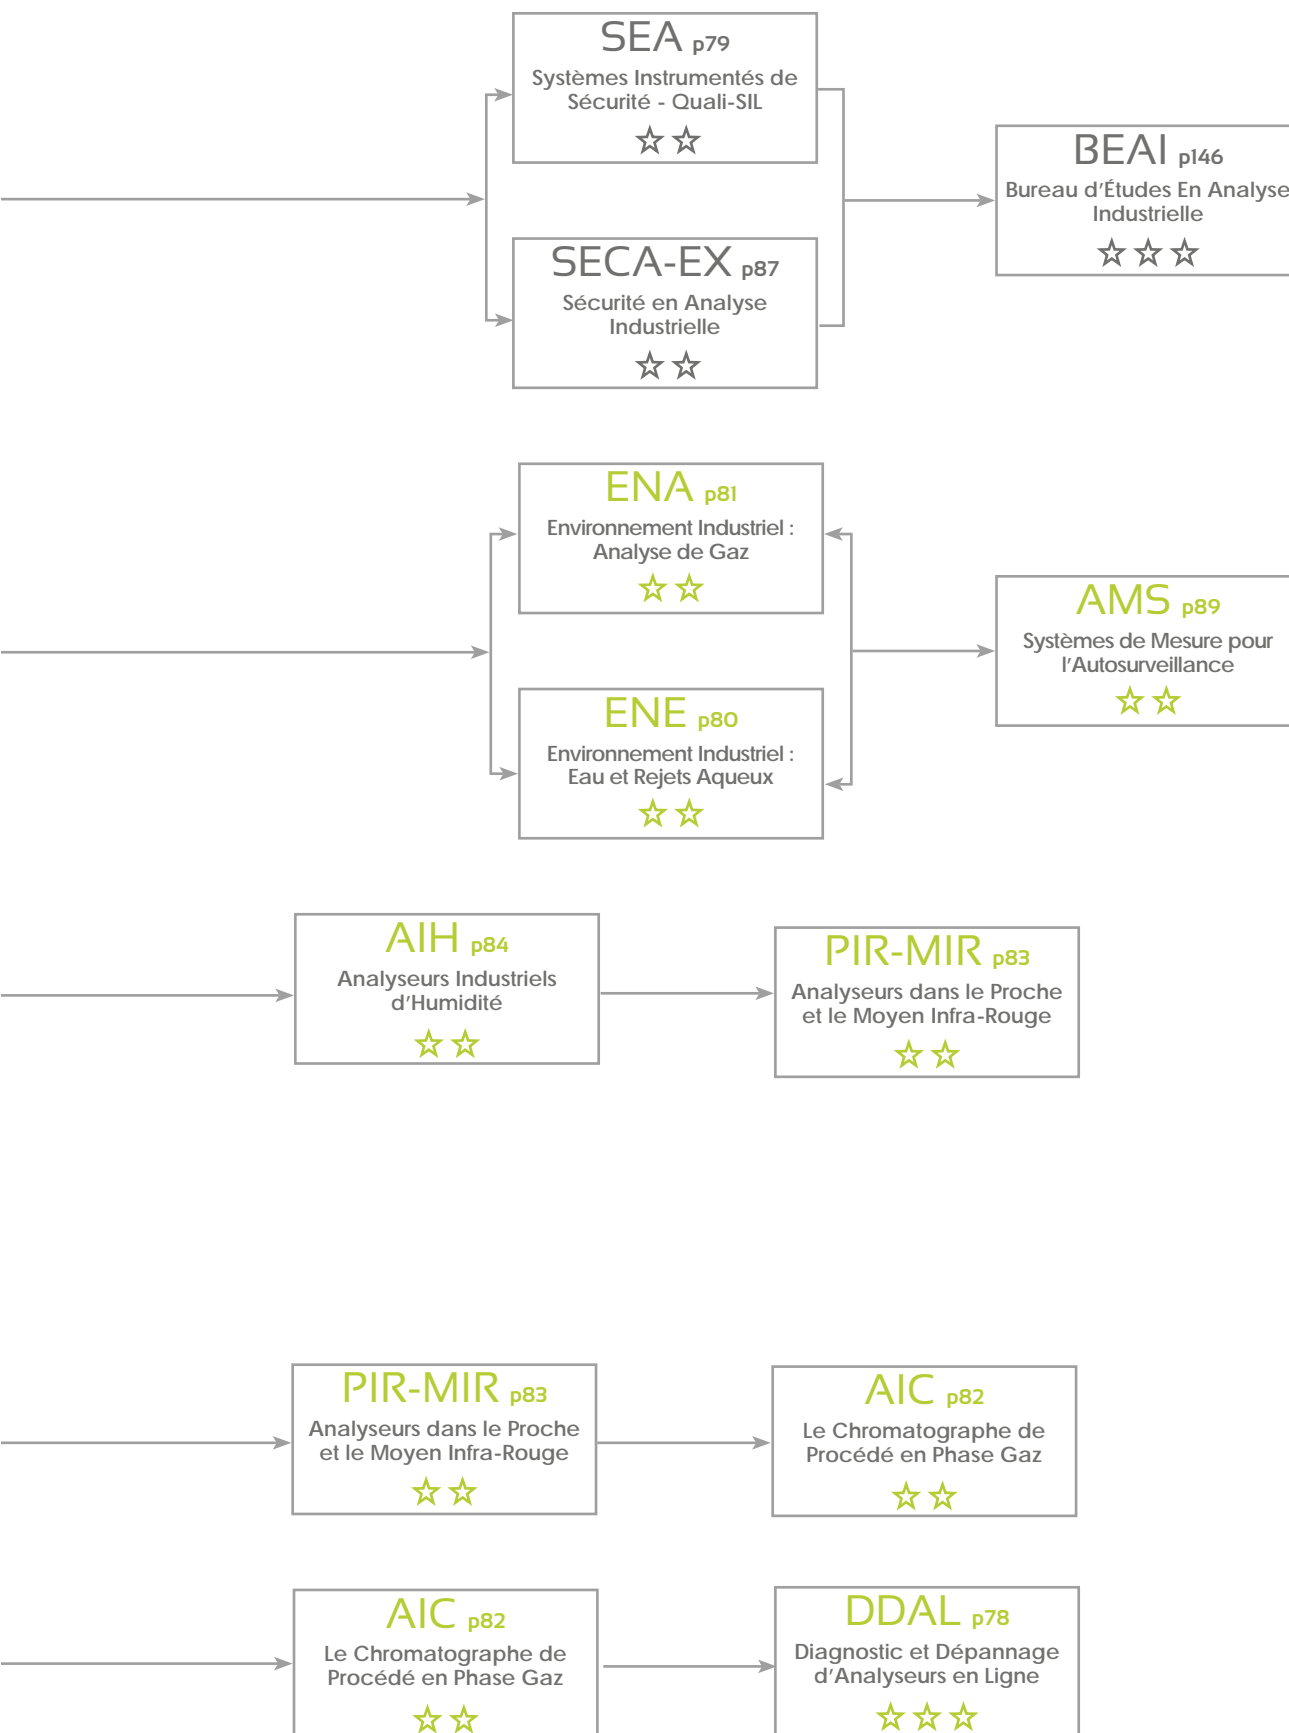 SEA p79
Systèmes Instrumentés de
Sécurité - Quali-SIL
BEAI p146
Bureau d'Études En Analyse
Industrielle
SECA-EX p87
Sécurité en Analyse
Industrielle
ENA p81
Environnement Industriel :
Analyse de Gaz
AMS p89
Systèmes de Mesure pour
l'Autosurveillance
ENE p80
Environnement Industriel :
Eau et Rejets Aqueux
AIH p84
Analyseurs Industriels
d'Humidité
PIR-MIR p83
Analyseurs dans le Proche
et le Moyen Infra-Rouge
PIR-MIR p83
Analyseurs dans le Proche
et le Moyen Infra-Rouge
AIC p82
Le Chromatographe de
Procédé en Phase Gaz
AIC p82
Le Chromatographe de
Procédé en Phase Gaz
DDAL p78
Diagnostic et Dépannage
d'Analyseurs en Ligne